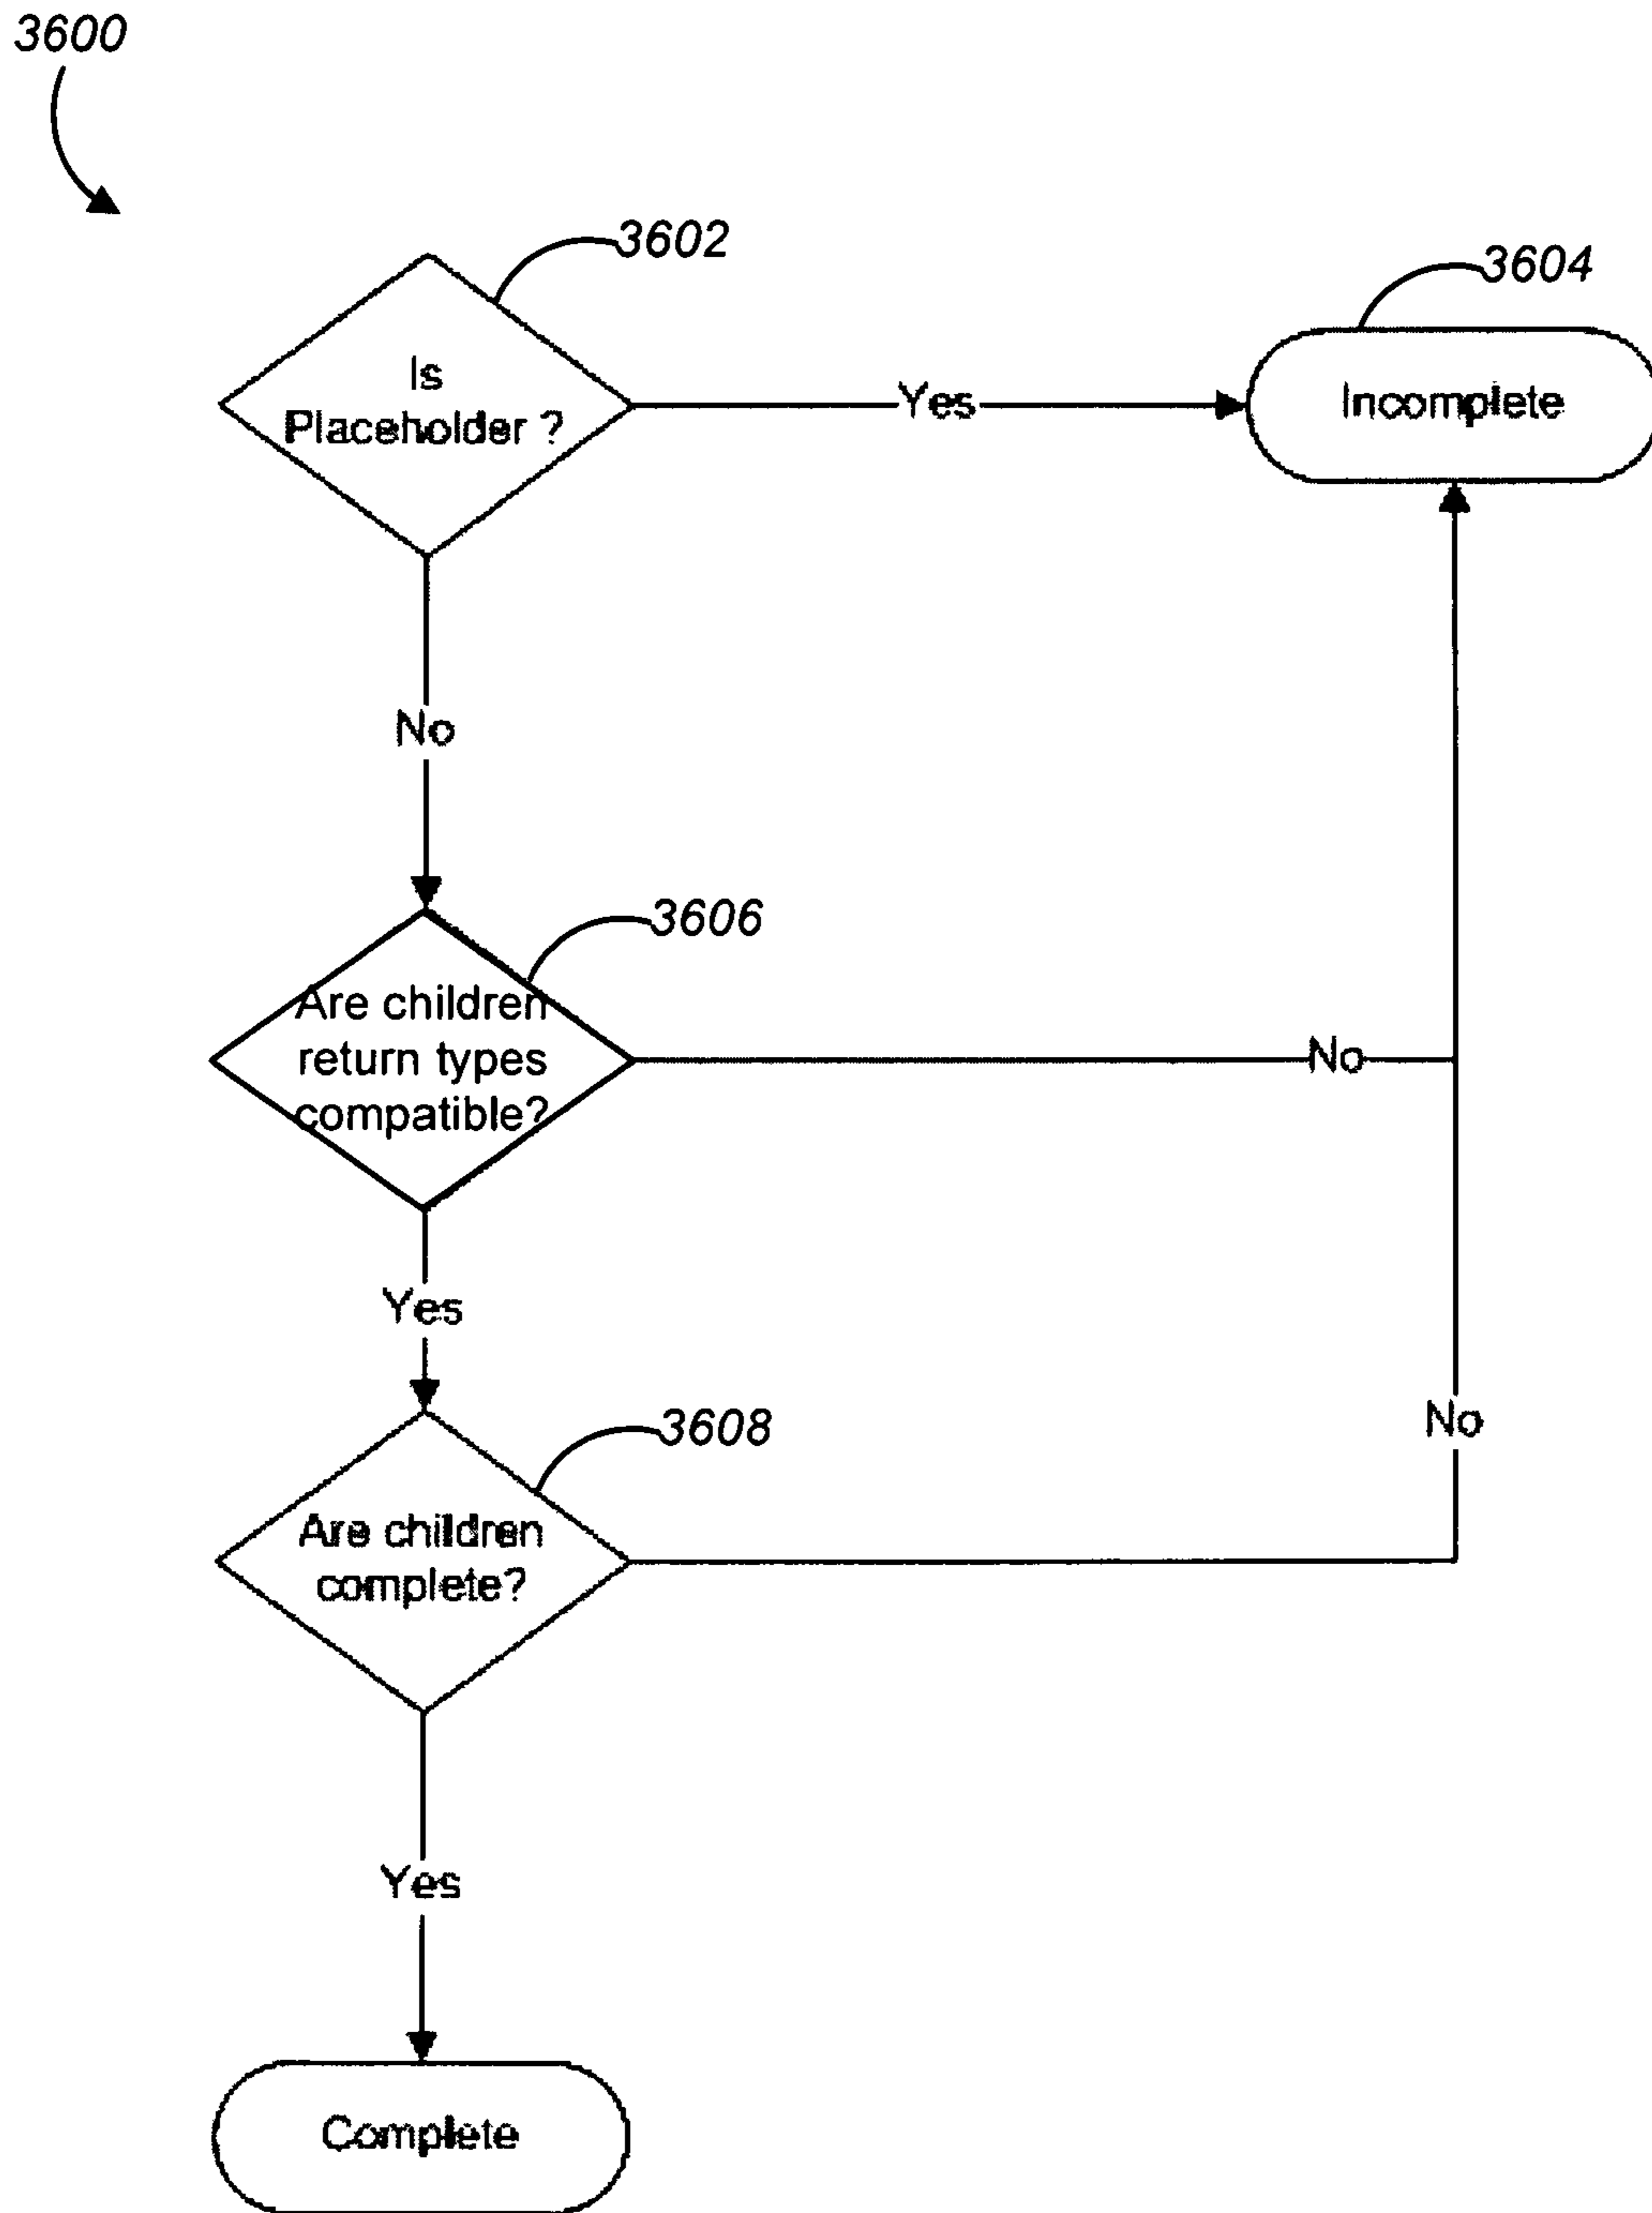 3600
3602
3604
Is
Placeholder ?
Yes
Incomplete
No
3606
Are children
return types
compatible?
No
Yes
3608
No
Are children
complete?
Yes
Complete